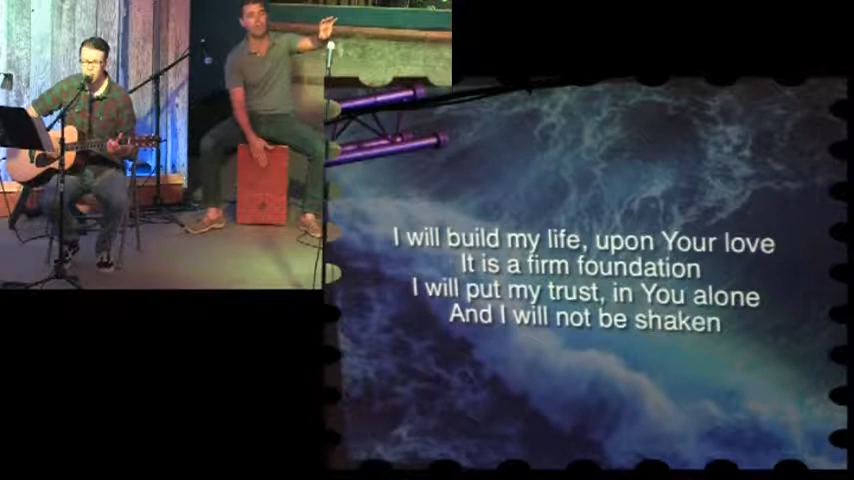 I will build my life, upon Your love
It is a firm foundation
I will put my trust, in You alone
And I will not be shaken